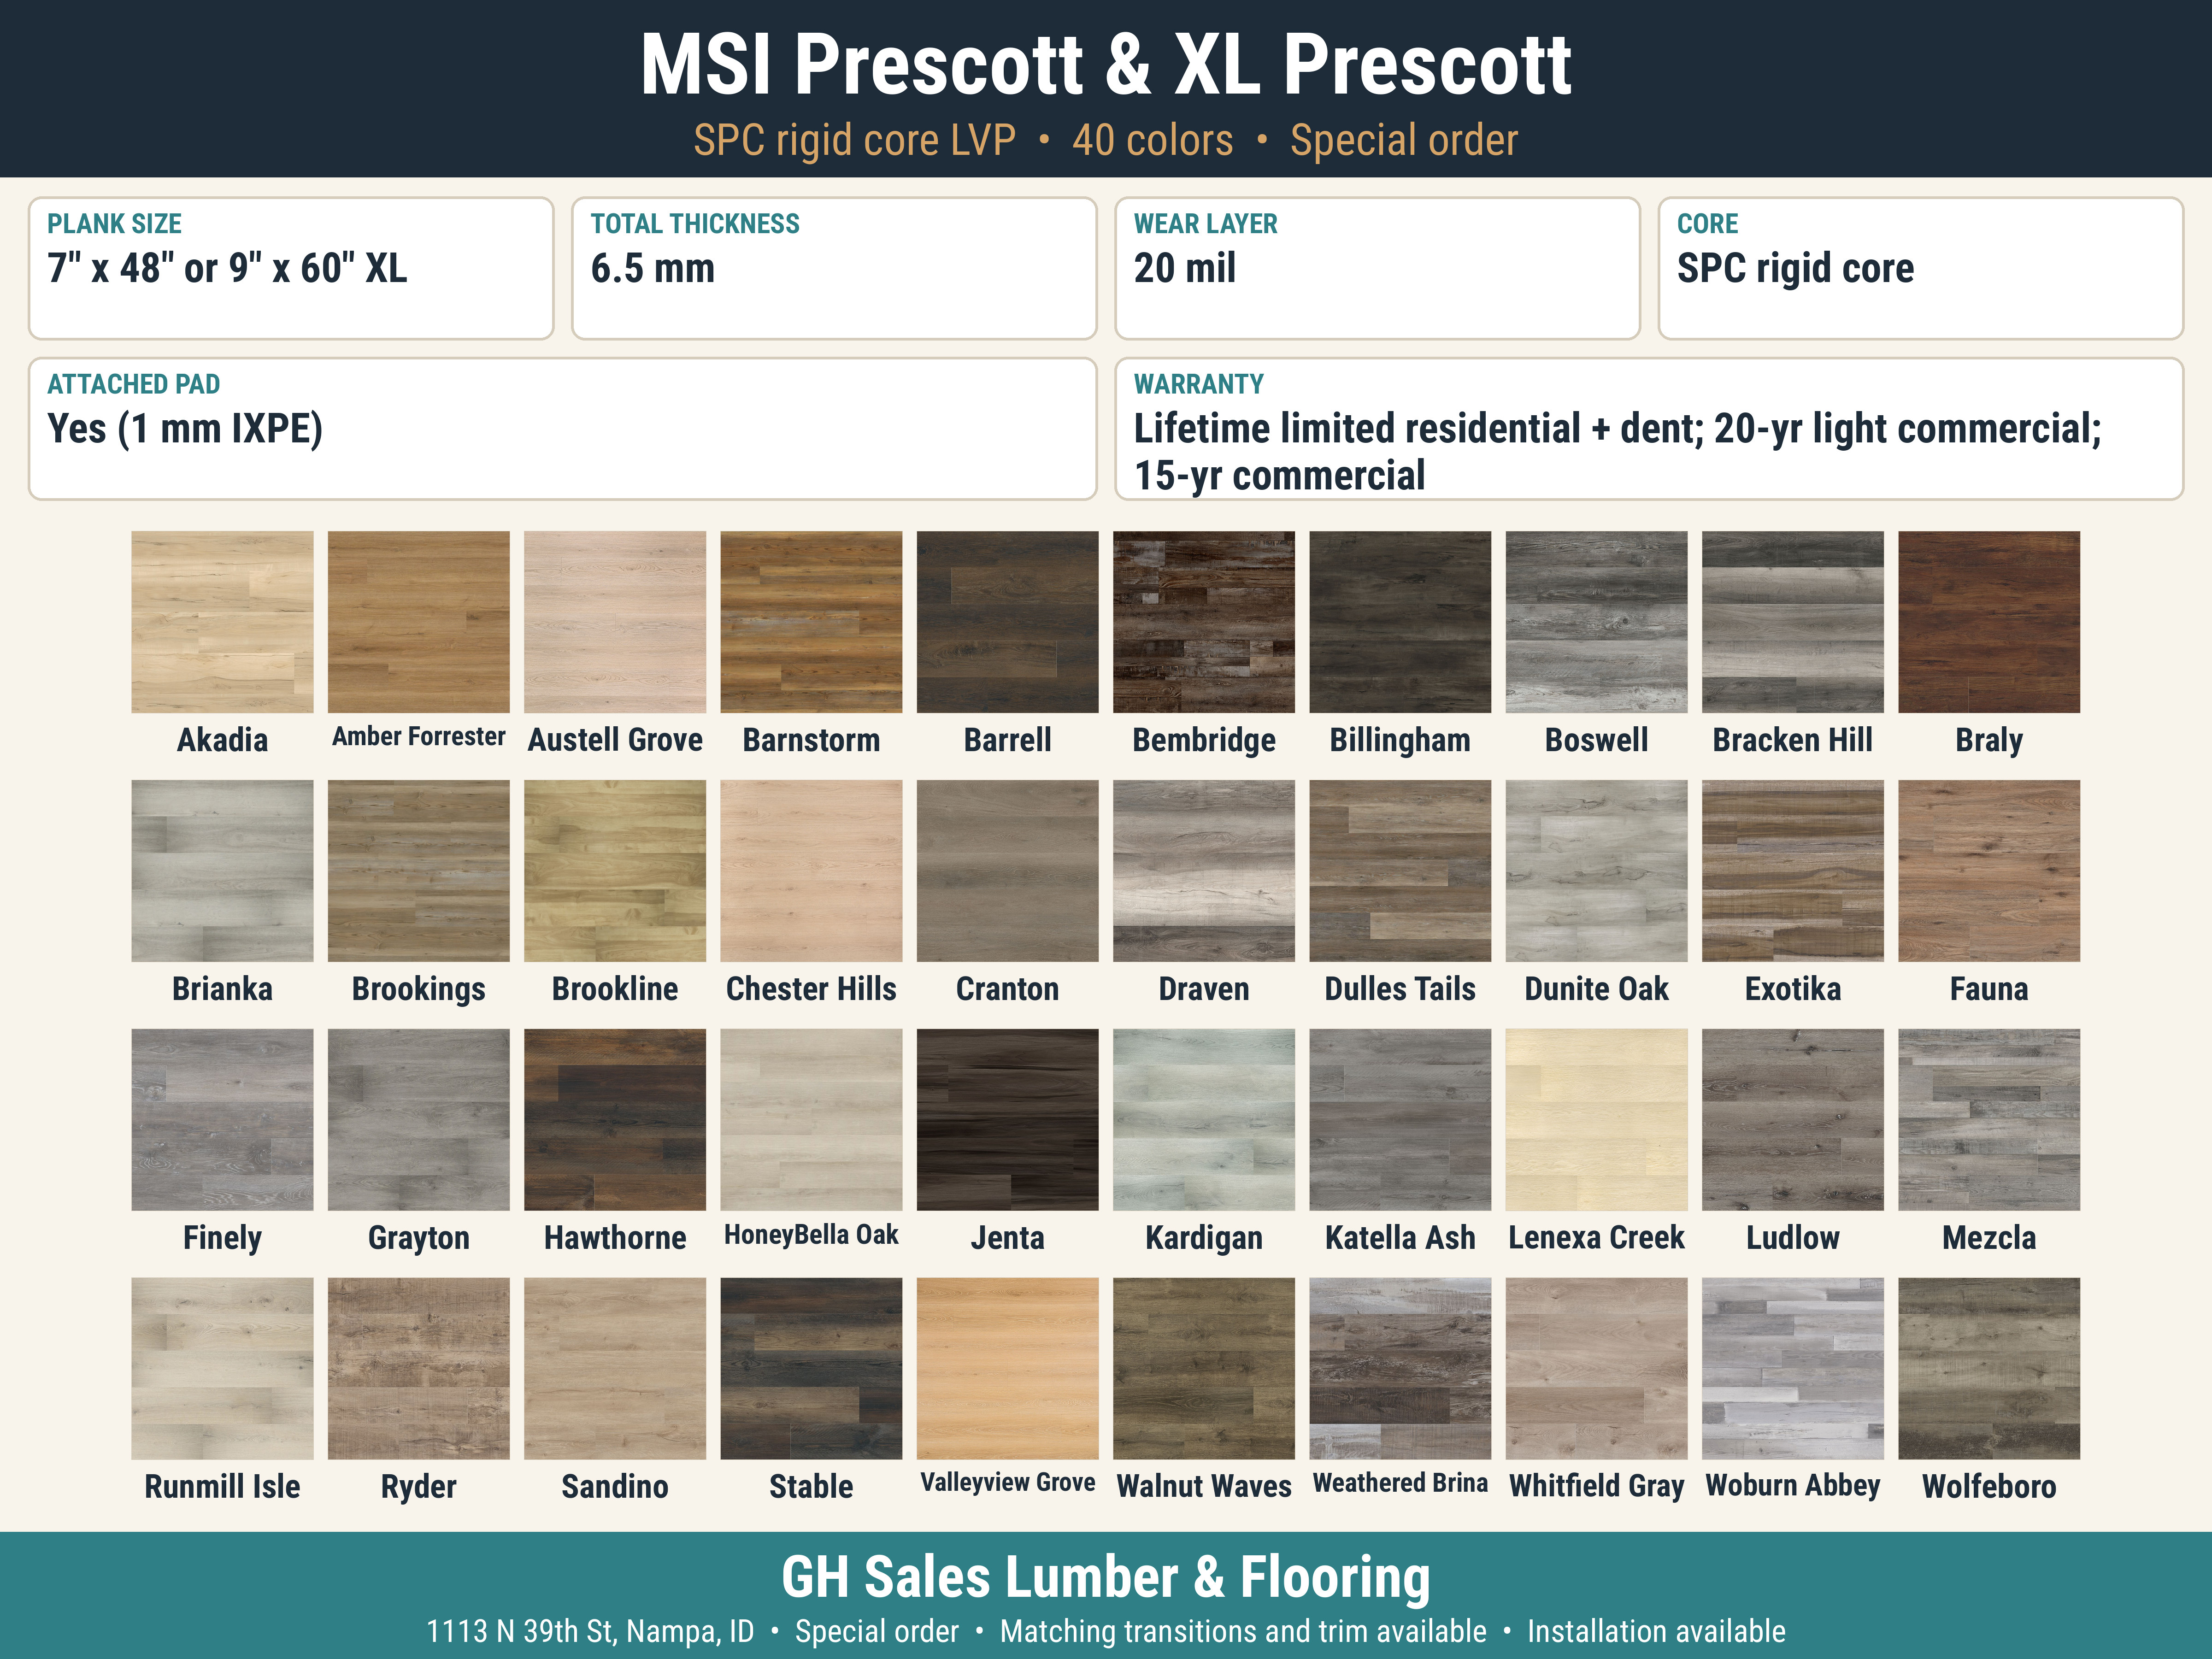 MSI Prescott & XL Prescott
SPC rigid core LVP • 40 colors • Special order
PLANK SIZE
7" x 48" or 9" x 60" XL
TOTAL THICKNESS
6.5 mm
WEAR LAYER
20 mil
CORE
SPC rigid core
ATTACHED PAD
Yes (1 mm IXPE)
WARRANTY
Lifetime limited residential + dent; 20-yr light commercial;
15-yr commercial
Akadia
Amber Forrester
Austell Grove
Barnstorm
Barrell
Bembridge
Billingham
Boswell
Bracken Hill
Braly
Brianka
Brookings
Brookline
Chester Hills
Cranton
Draven
Dulles Tails
Dunite Oak
Exotika
Fauna
Finely
Grayton
Hawthorne
HoneyBella Oak
Jenta
Kardigan
Katella Ash
Lenexa Creek
Ludlow
Mezcla
Runmill Isle
Ryder
Sandino
Stable
Valleyview Grove
Walnut Waves
Weathered Brina
Whitfield Gray
Woburn Abbey
Wolfeboro
GH Sales Lumber & Flooring
1113 N 39th St, Nampa, ID • Special order • Matching transitions and trim available • Installation available